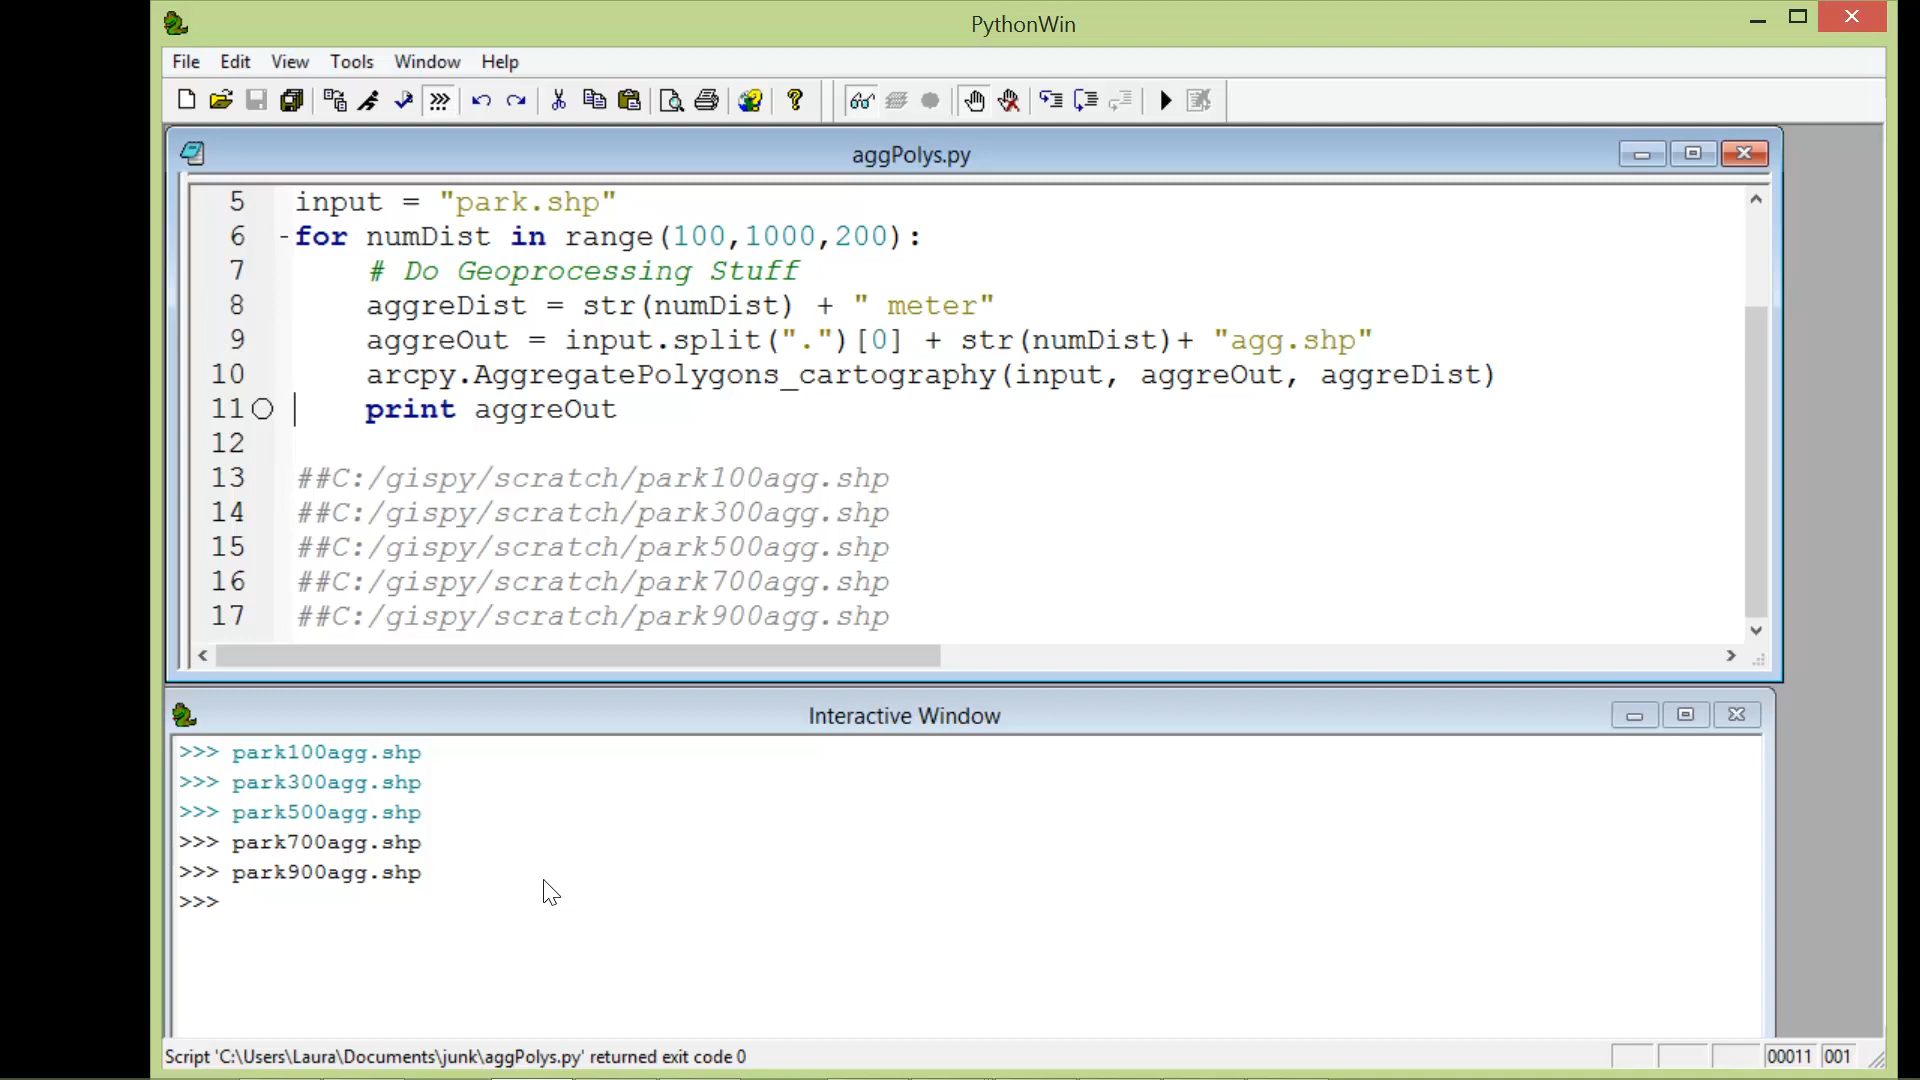 PythonWin
File Edit View Tools Window Help
aggPolys.py
5 input = "park.shp"
6 -for numDist in range(100,1000,200):
7 # Do Geoprocessing Stuff
8 aggreDist = str(numDist) + " meter"
9 aggreOut = input.split(".")[0] + str(numDist)+ "agg.shp"
10 arcpy.AggregatePolygons_cartography(input, aggreOut, aggreDist)
11 print aggreOut
12
13 ##C:/gispy/scratch/park100agg.shp
14 ##C:/gispy/scratch/park300agg.shp
15 ##C:/gispy/scratch/park500agg.shp
16 ##C:/gispy/scratch/park700agg.shp
17 ##C:/gispy/scratch/park900agg.shp
Interactive Window
>>> park100agg.shp
>>> park300agg.shp
>>> park500agg.shp
>>> park700agg.shp
>>> park900agg.shp
>>>
Script 'C:\Users\Laura\Documents\junk\aggPolys.py' returned exit code 0 00011 001